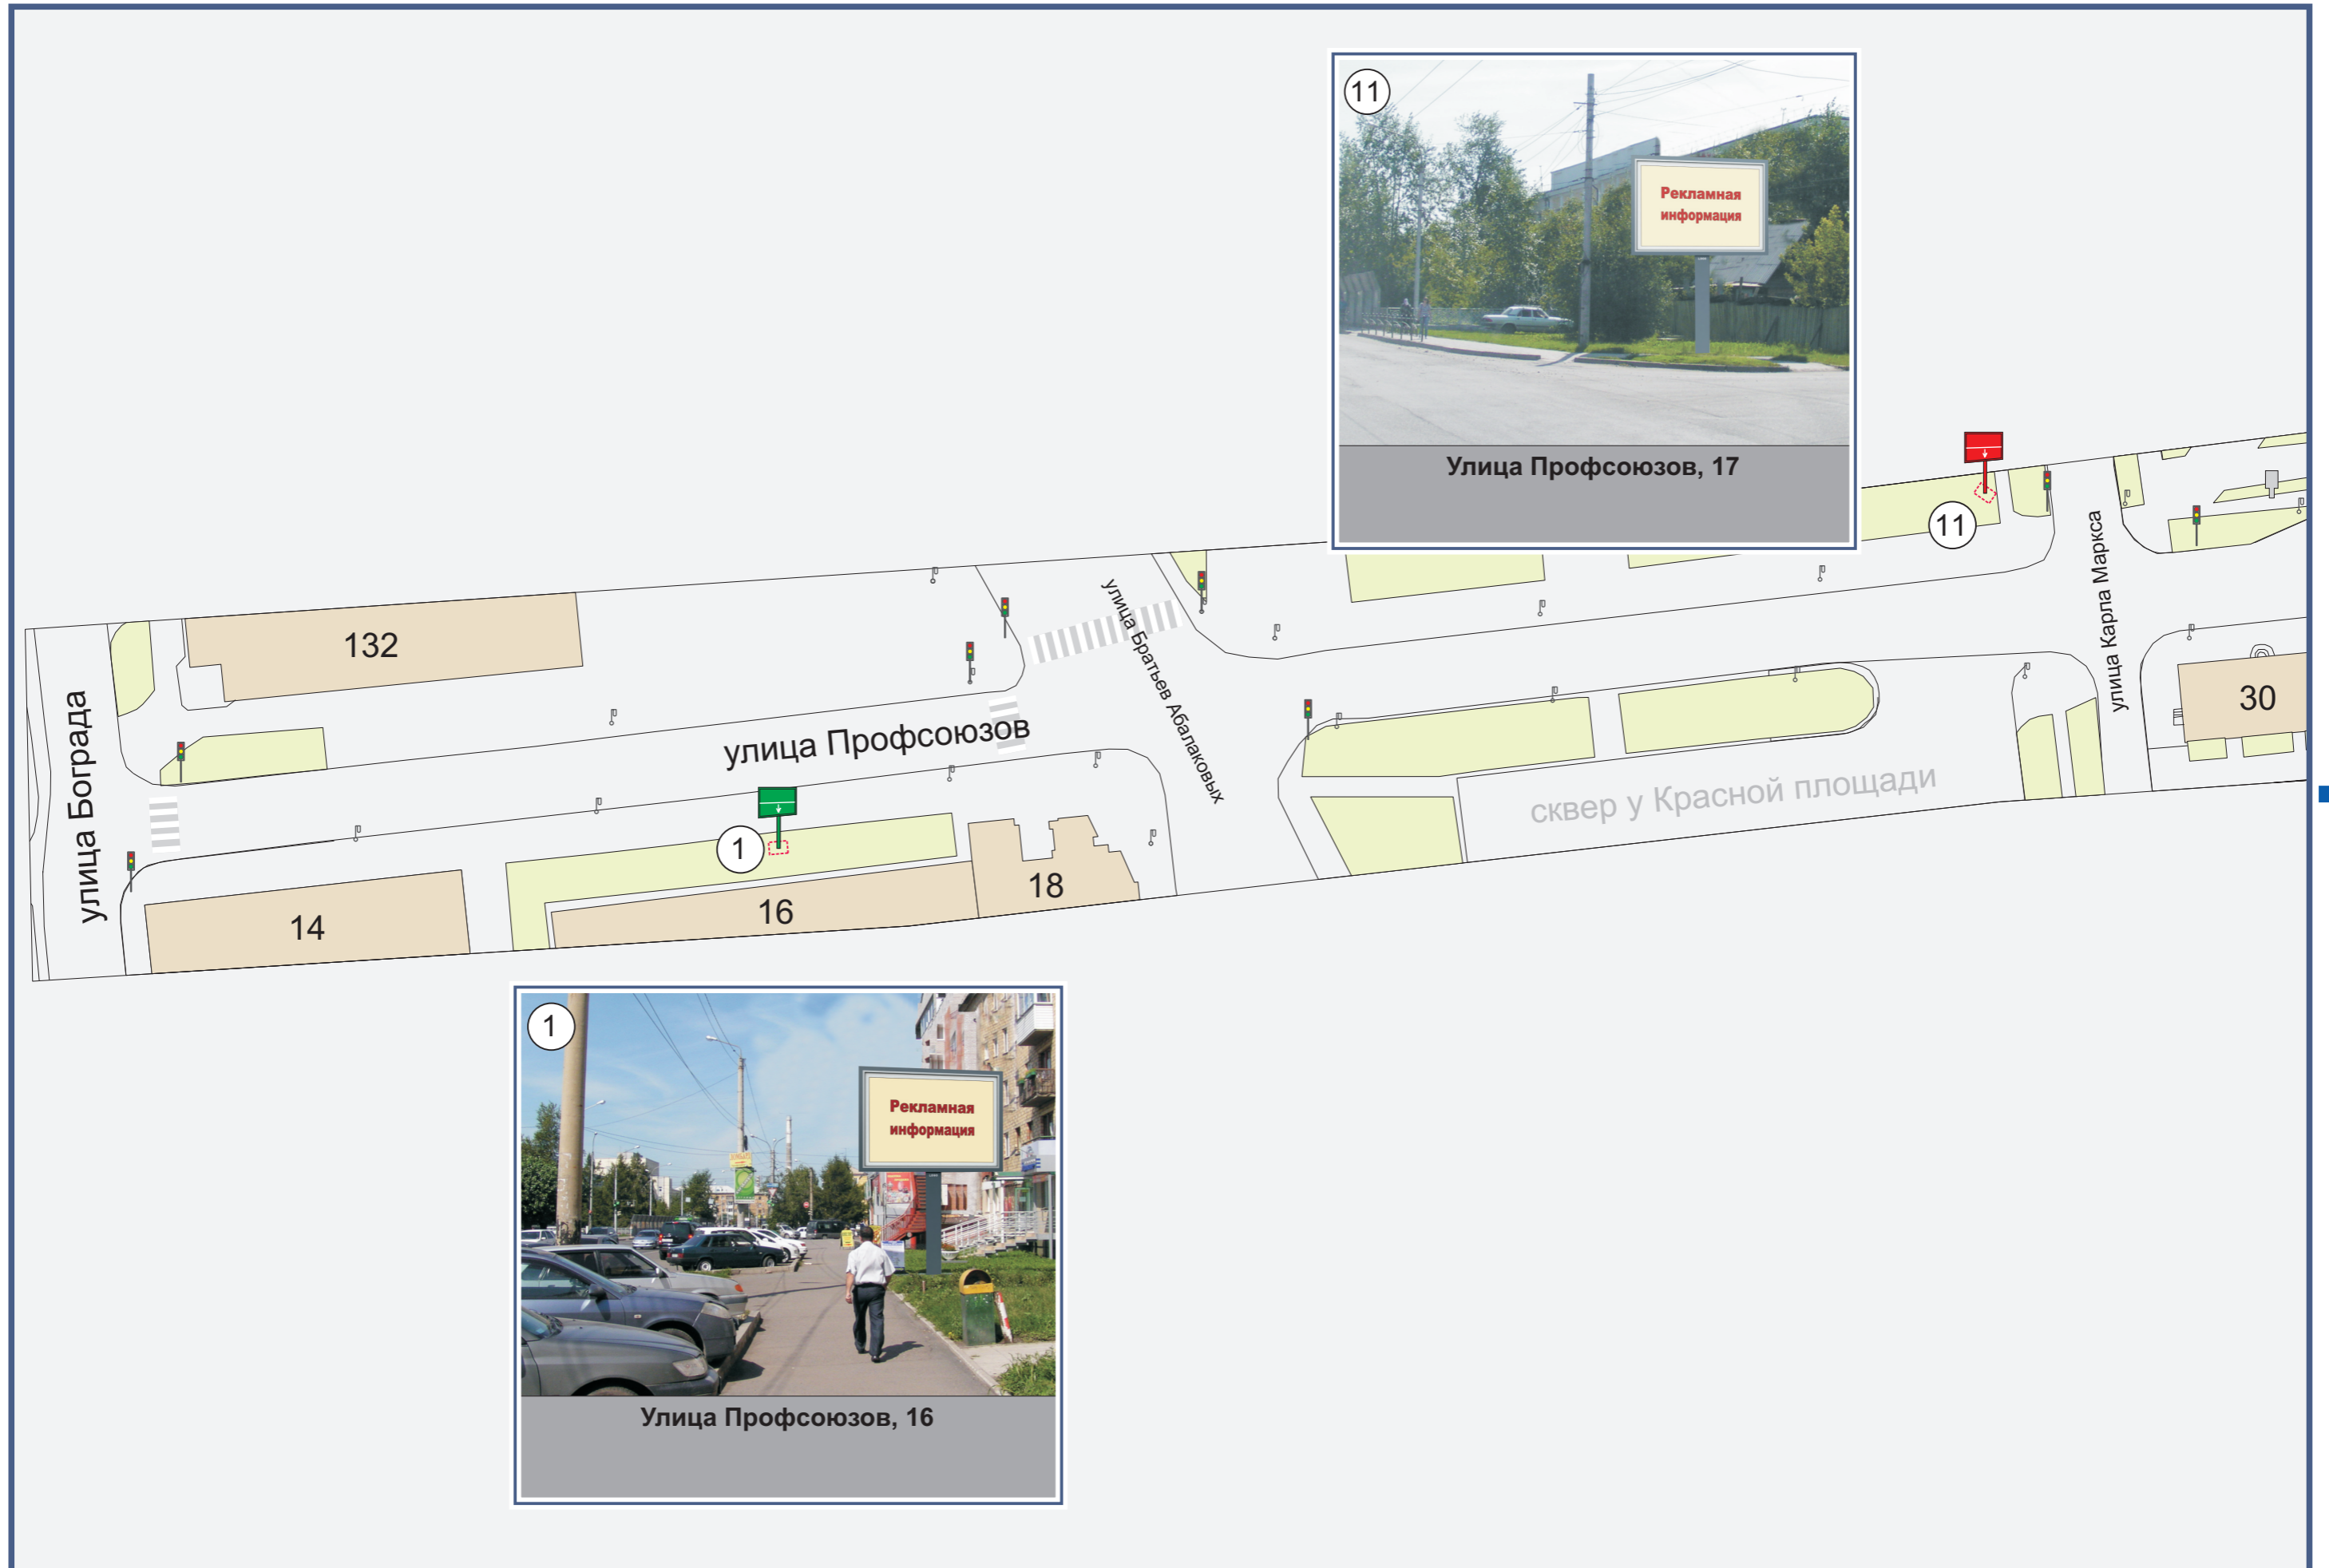 11
Рекламная
информация
Улица Профсоюзов, 17
11
132
улица Бограда
улица Профсоюзов
улица Братьев Абалаковых
улица Карла Маркса
30
сквер у Красной площади
1
14
16
18
1
Рекламная
информация
Улица Профсоюзов, 16